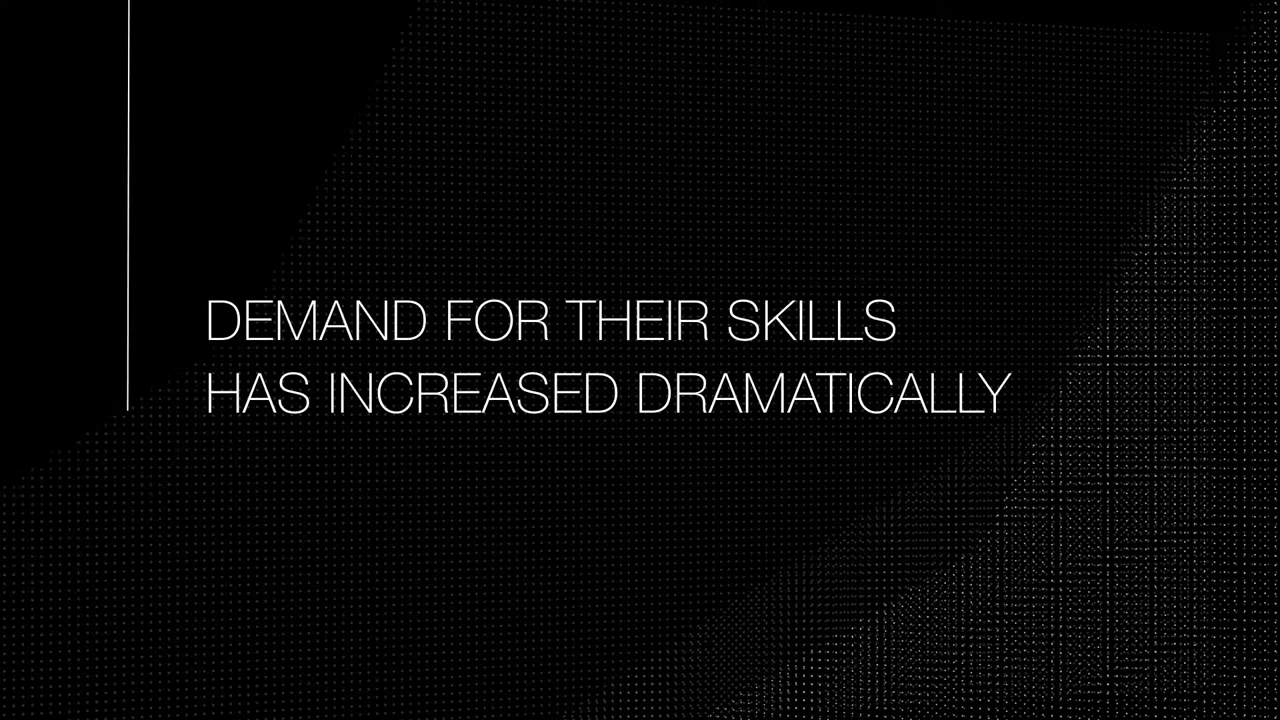 DEMAND FOR THEIR SKILLS
HAS INCREASED DRAMATICALLY